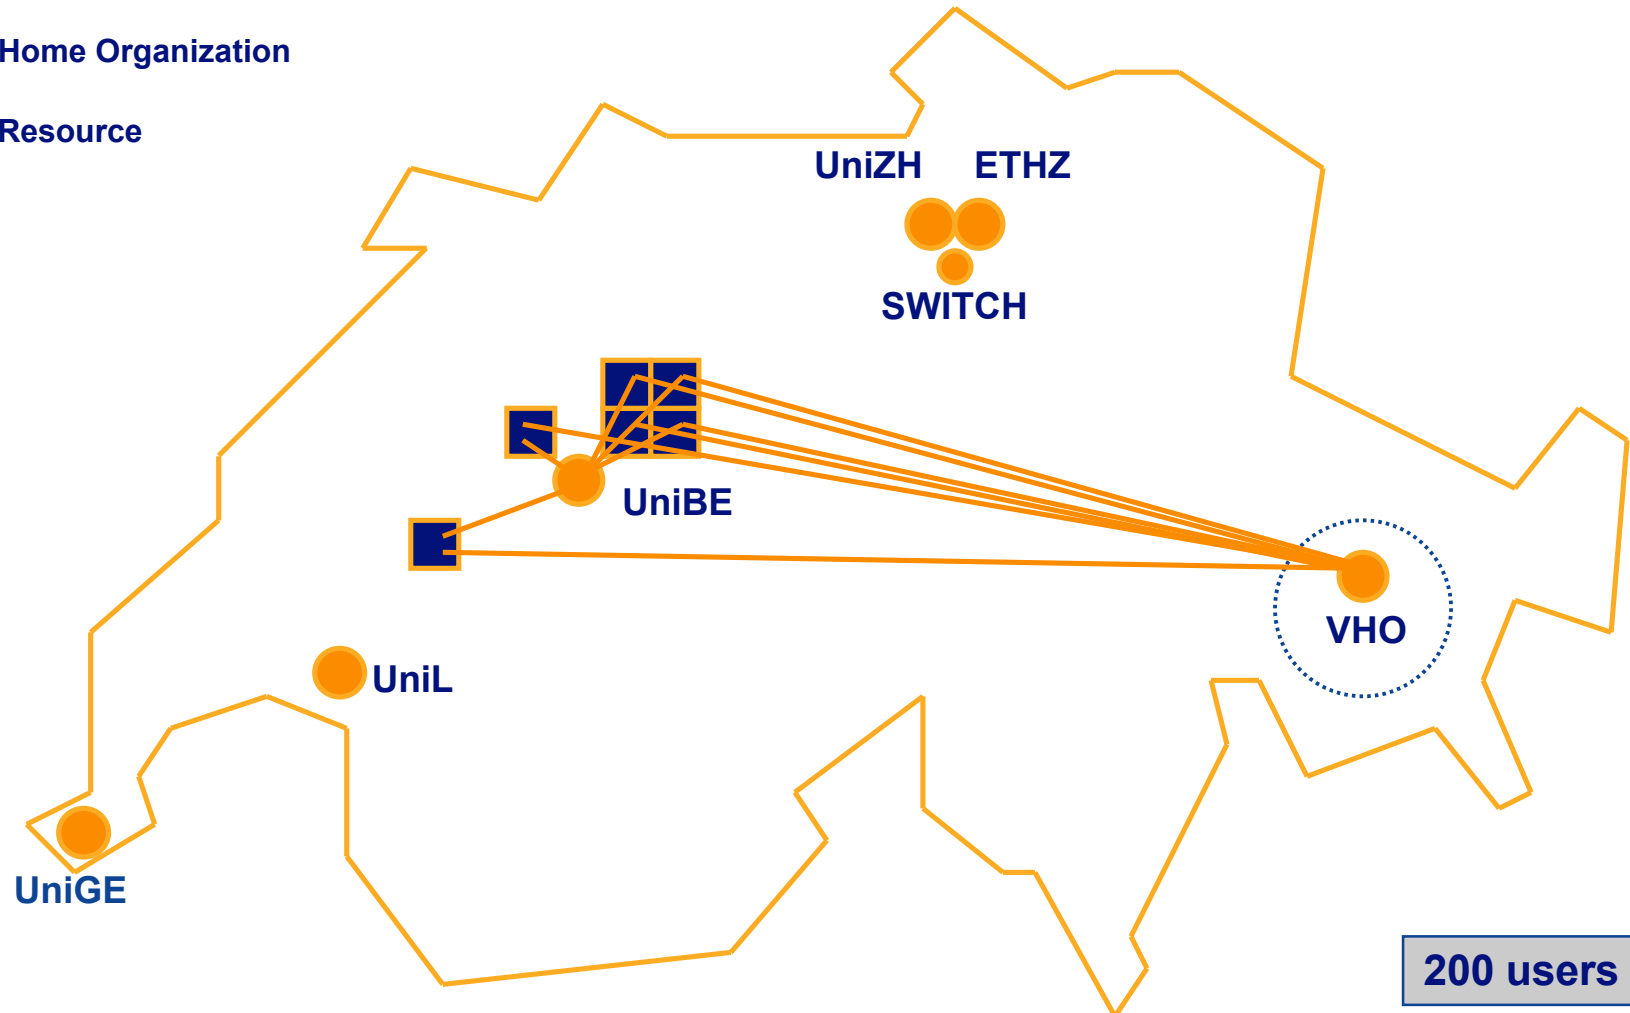 Home Organization
Resource
UniZH ETHZ
SWITCH
UniBE
VHO
UniL
UniGE
200 users